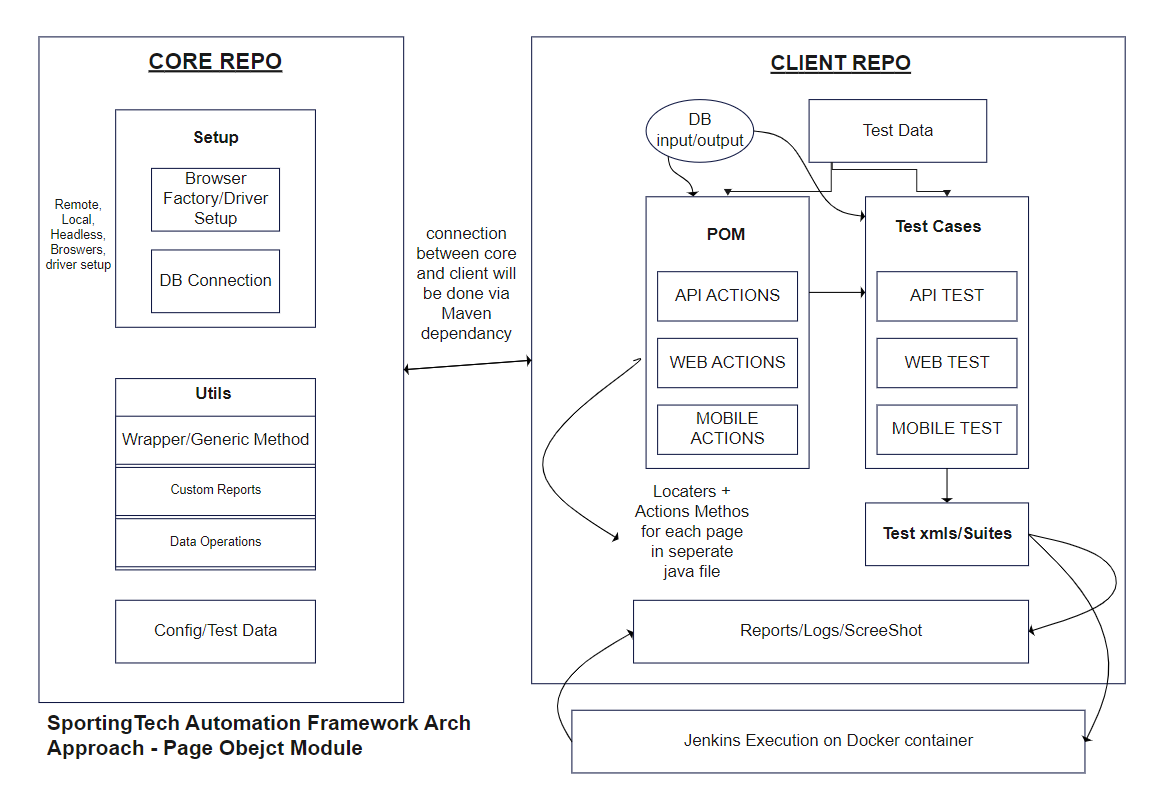 CORE REPO
Setup
Browser
Factory/Driver
Setup
Remote,
Local,
Headless,
Broswers,
driver setup
DB Connection
Utils
Wrapper/Generic Method
Custom Reports
Data Operations
Config/Test Data
SportingTech Automation Framework Arch
Approach - Page Obejct Module
connection
between core
and client will
be done via
Maven
dependancy
CLIENT REPO
DB
input/output
Test Data
POM
API ACTIONS
WEB ACTIONS
MOBILE
ACTIONS
Test Cases
API TEST
WEB TEST
MOBILE TEST
Locaters +
Actions Methos
for each page
in seperate
java file
Test xmls/Suites
Reports/Logs/ScreeShot
Jenkins Execution on Docker container